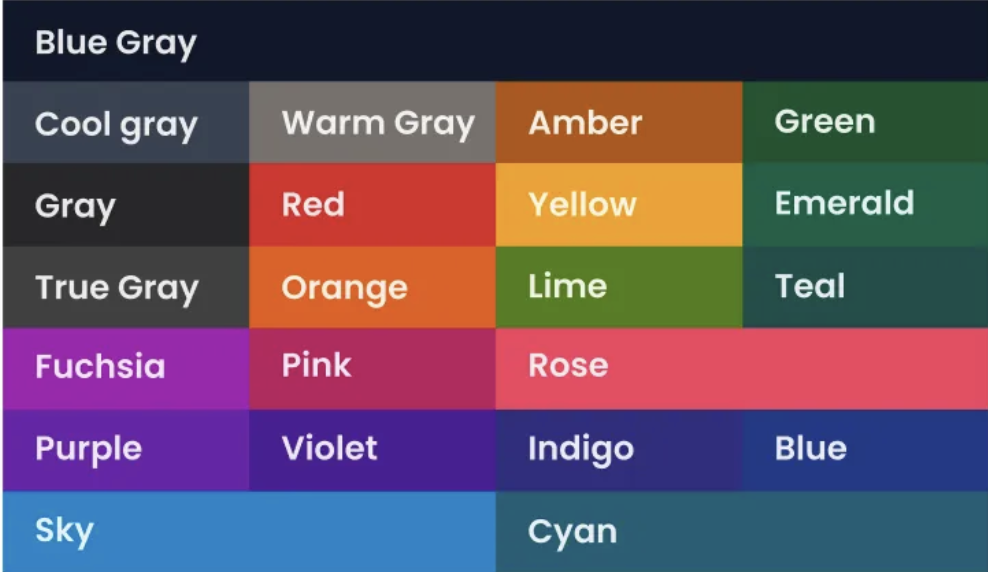 Blue Gray
Cool gray Warm Gray Amber Green
Gray Red Yellow Emerald
True Gray Orange Lime Teal
Fuchsia Pink Rose
Purple Violet Indigo Blue
Sky Cyan